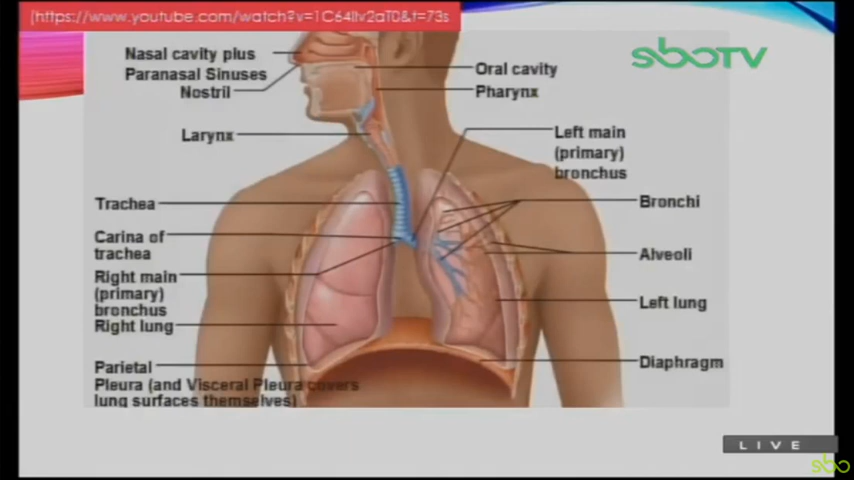 [https://www.youtube.com/watch?v=1C64Itv2aT0&t=73s
sboTV
Nasal cavity plus
Paranasal Sinuses
Nostril
Larynx
Trachea
Carina of
trachea
Right main
(primary)
bronchus
Right lung
Parietal
Pleura (and Visceral Pleura covers
lung surfaces themselves)
Oral cavity
Pharynx
Left main
(primary)
bronchus
Bronchi
Alveoli
Left lung
Diaphragm
LIVE
sbo